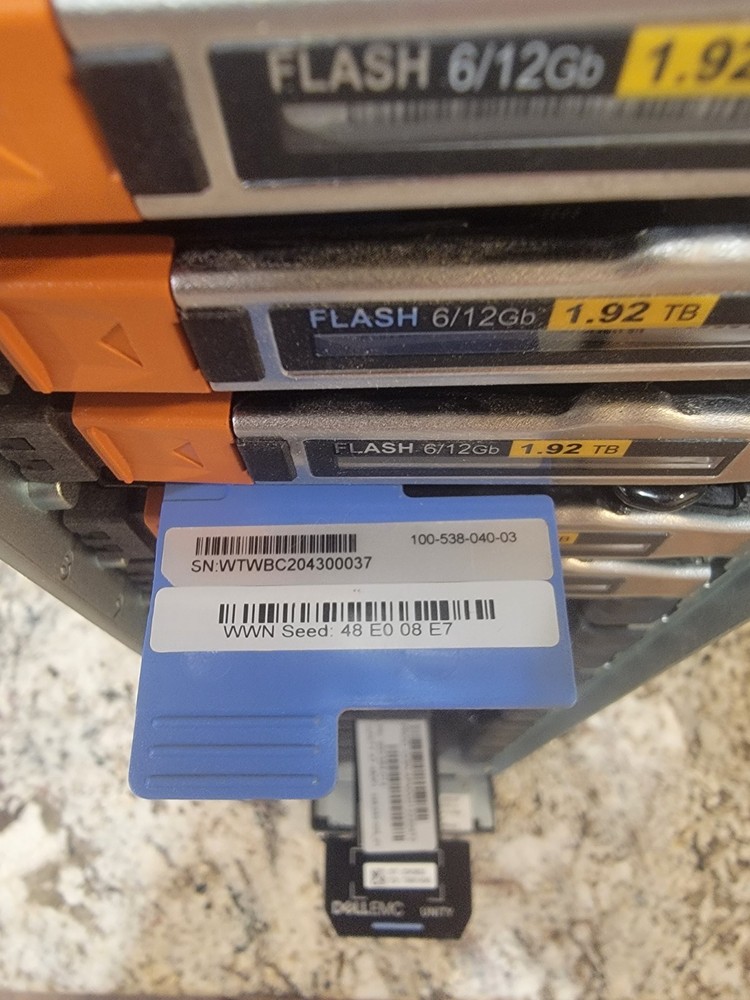 FLASH 6/12Gb 1.92
FLASH 6/12Gb 1.92 TB
FLASH 6/12Gb 1.92 TB
100-538-040-03
SN:WTWBC204300037
WWN Seed: 48 E0 08 E7
DELLEMC UNITY